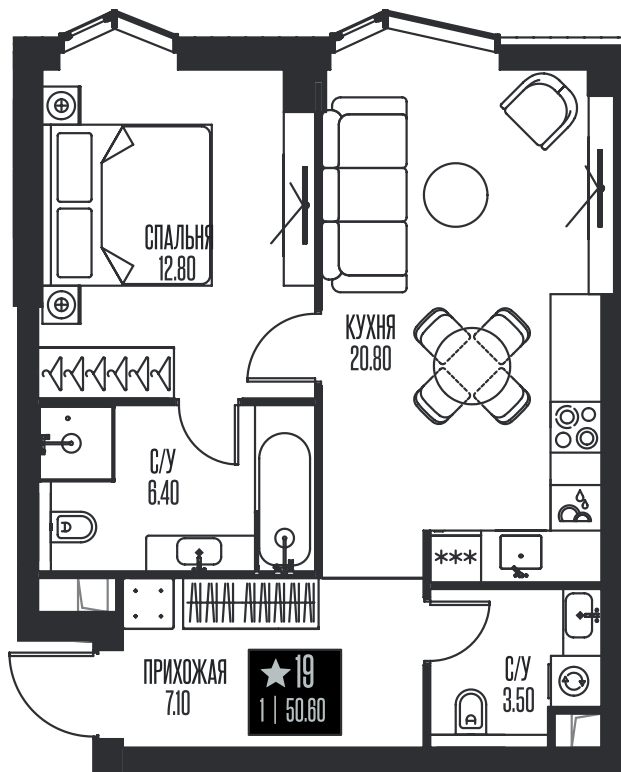 СПАЛЬНЯ
12.80
КУХНЯ
20.80
С/У
6.40
***
ПРИХОЖАЯ
7.10
★ 19
1 | 50.60
С/У
3.50